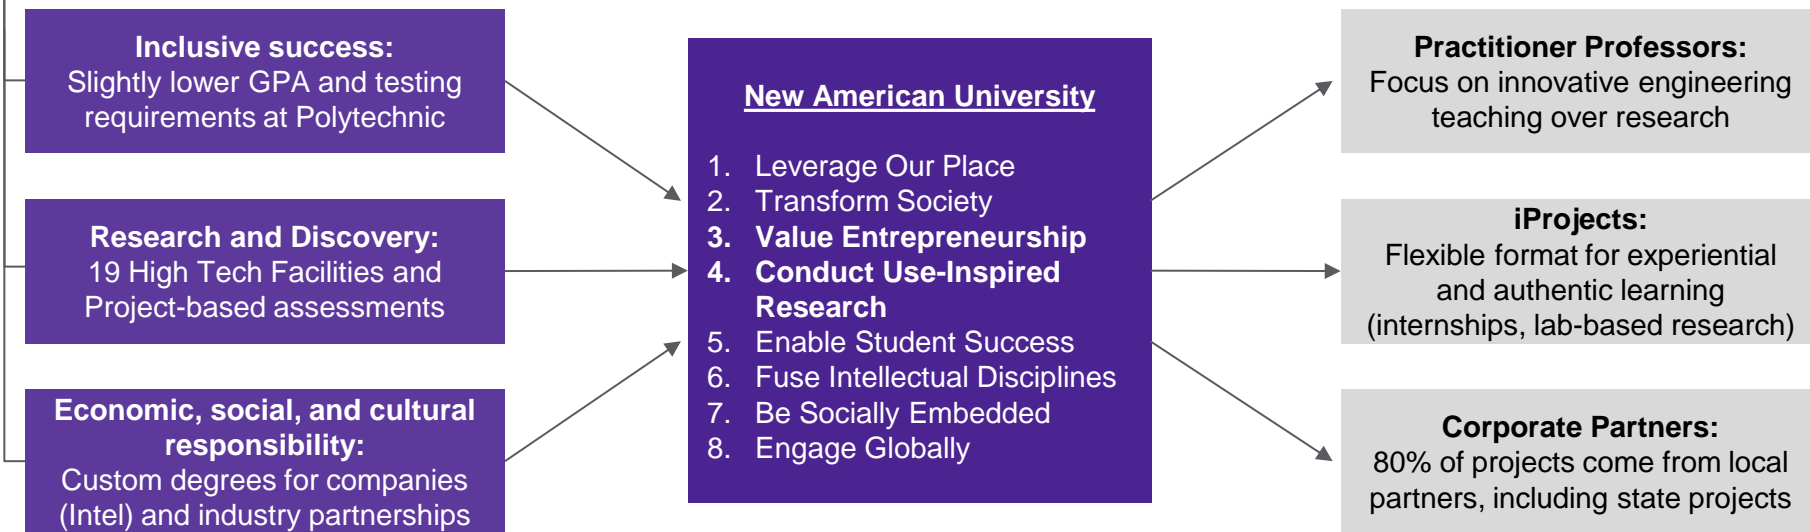 Inclusive success:
Slightly lower GPA and testing
requirements at Polytechnic
Research and Discovery:
19 High Tech Facilities and
Project-based assessments
Economic, social, and cultural
responsibility:
Custom degrees for companies
(Intel) and industry partnerships
New American University
1. Leverage Our Place
2. Transform Society
3. Value Entrepreneurship
4. Conduct Use-Inspired
Research
5. Enable Student Success
6. Fuse Intellectual Disciplines
7. Be Socially Embedded
8. Engage Globally
Practitioner Professors:
Focus on innovative engineering
teaching over research
iProjects:
Flexible format for experiential
and authentic learning
(internships, lab-based research)
Corporate Partners:
80% of projects come from local
partners, including state projects